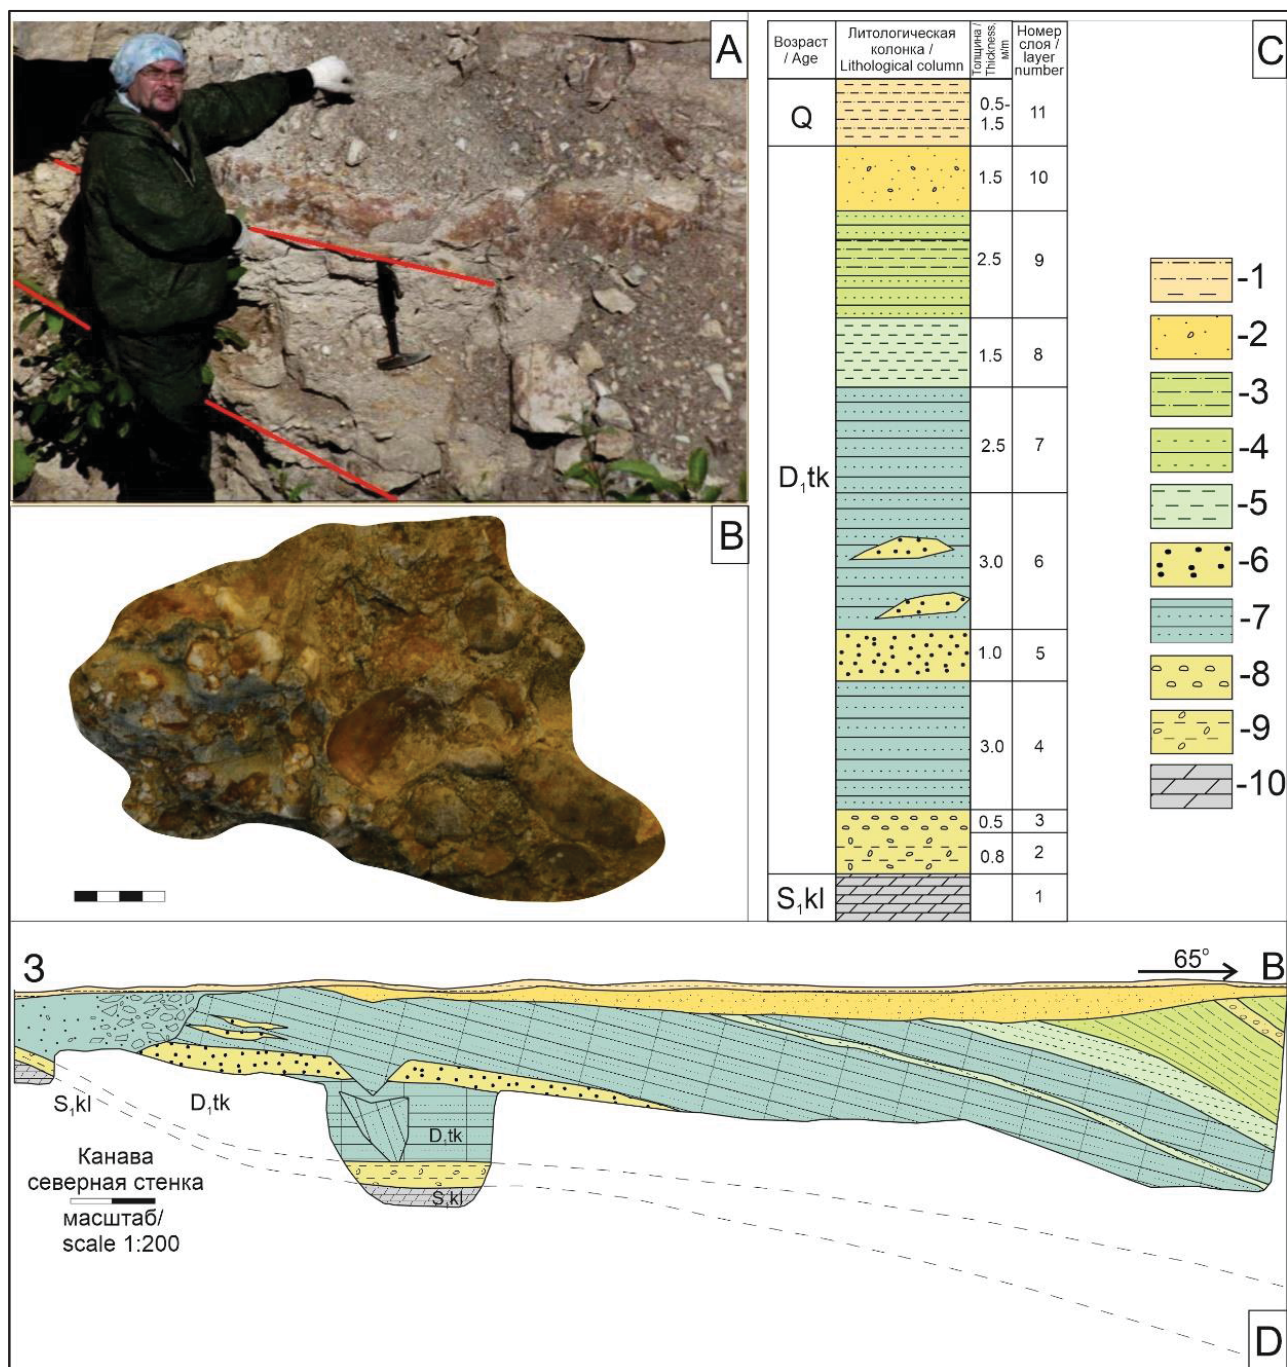 A
B
Возраст
/ Age
Литологическая
колонка /
Lithological column
Толщина /
Thickness,
м/m
Номер
слоя /
layer
number
C
Q
0.5-
1.5
11
1.5
10
2.5
9
1.5
8
D₁tk
2.5
7
3.0
6
1.0
5
3.0
4
0.5
3
0.8
2
S₁kl
1
-1
-2
-3
-4
-5
-6
-7
-8
-9
-10
З
65°
В
S₁kl
D₁tk
D₁tk
S₁kl
Канава
северная стенка
масштаб/
scale 1:200
D